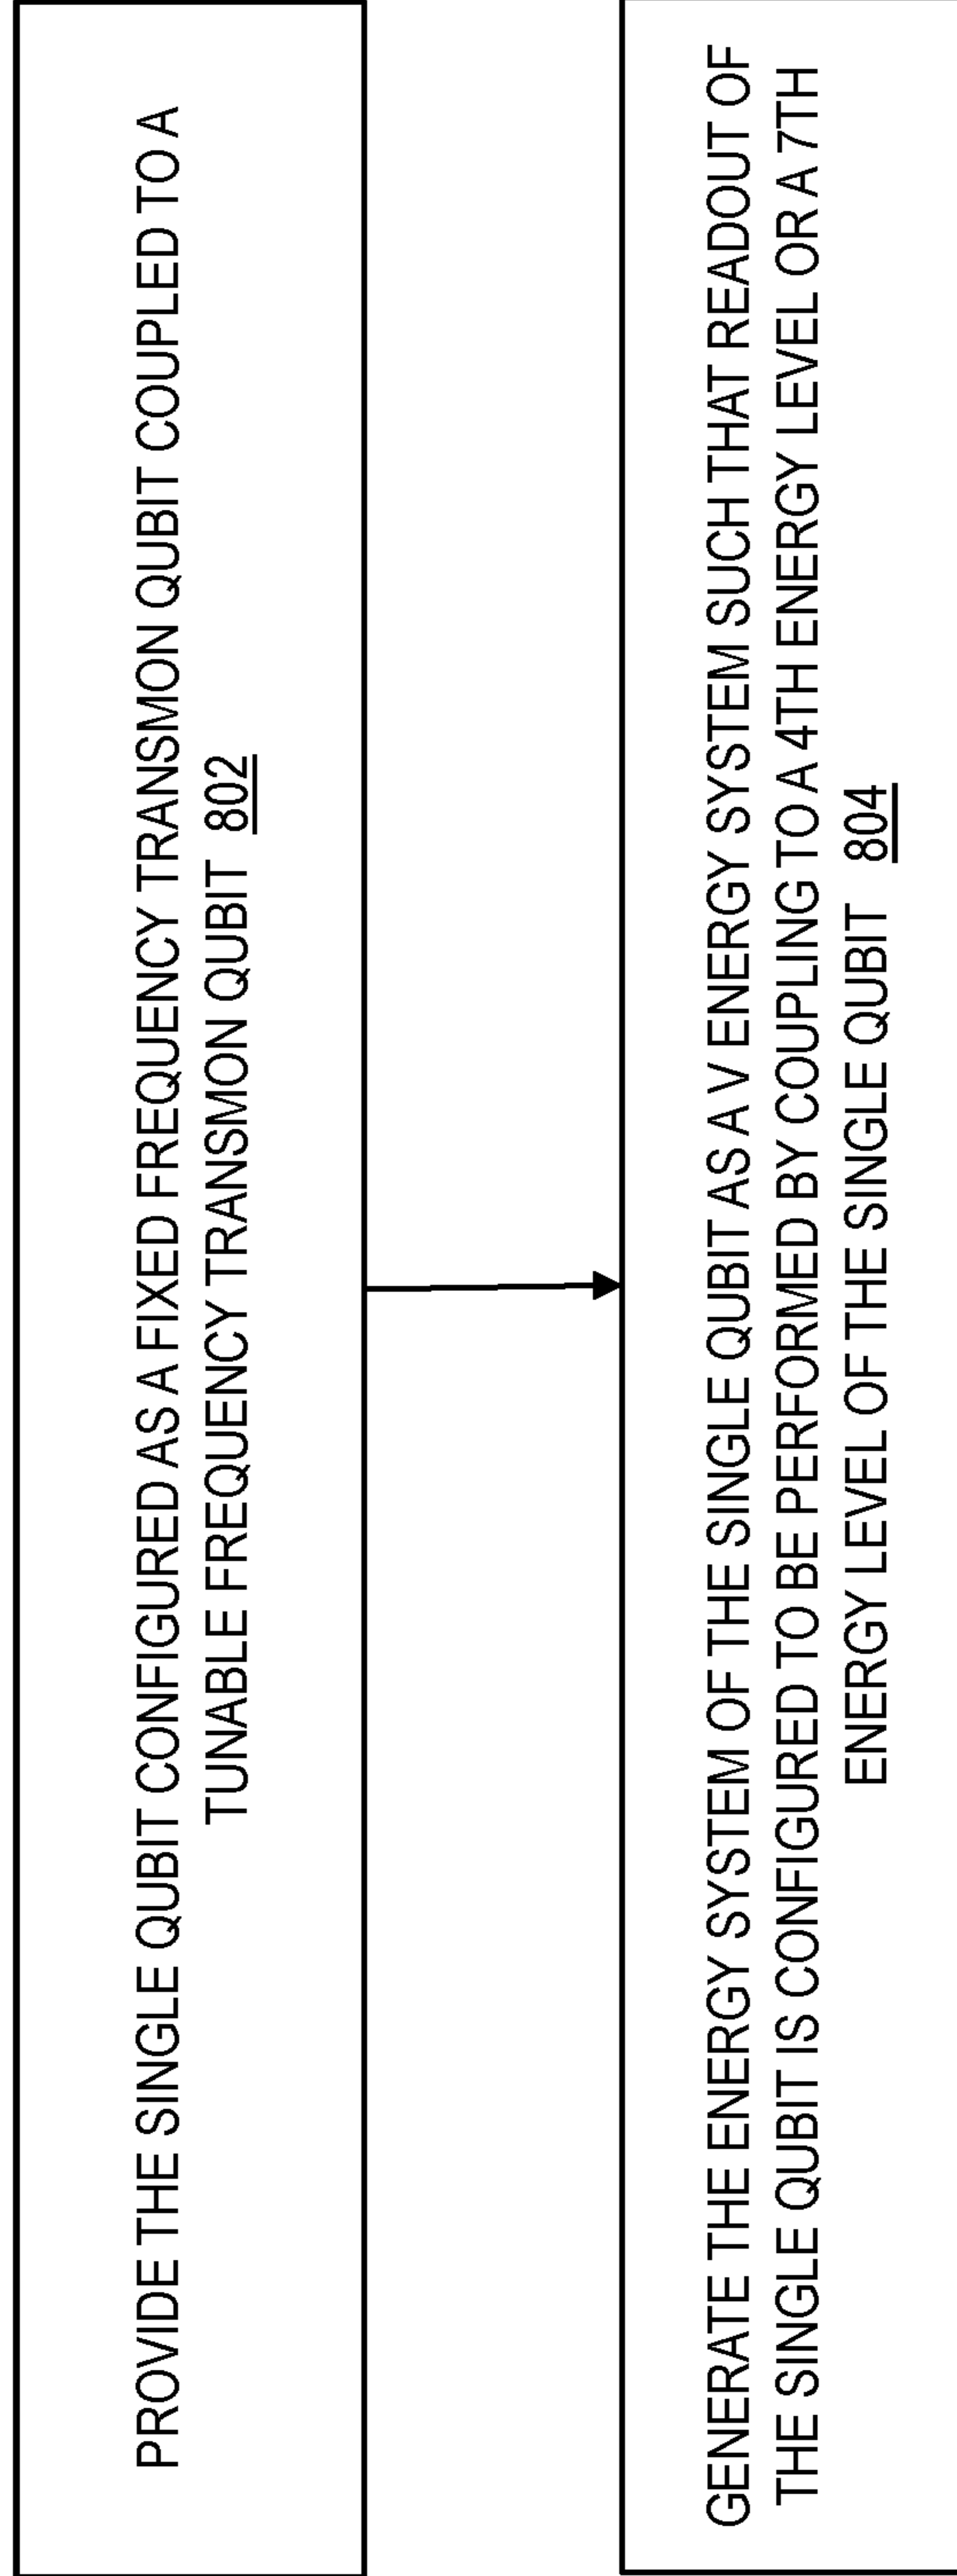 PROVIDE THE SINGLE QUBIT CONFIGURED AS A FIXED FREQUENCY TRANSMON QUBIT COUPLED TO A
TUNABLE FREQUENCY TRANSMON QUBIT 802
GENERATE THE ENERGY SYSTEM OF THE SINGLE QUBIT AS A V ENERGY SYSTEM SUCH THAT READOUT OF
THE SINGLE QUBIT IS CONFIGURED TO BE PERFORMED BY COUPLING TO A 4TH ENERGY LEVEL OR A 7TH
ENERGY LEVEL OF THE SINGLE QUBIT 804